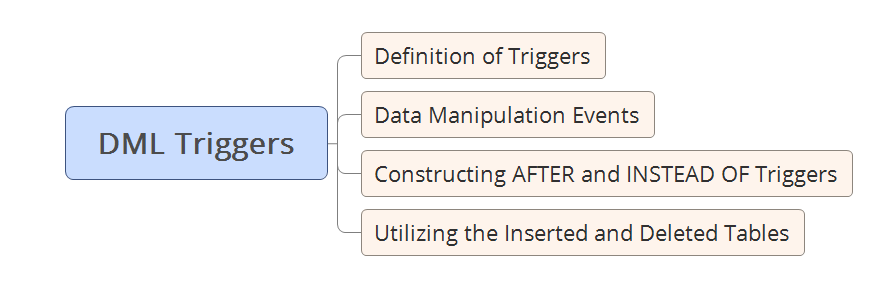 DML Triggers
Definition of Triggers
Data Manipulation Events
Constructing AFTER and INSTEAD OF Triggers
Utilizing the Inserted and Deleted Tables